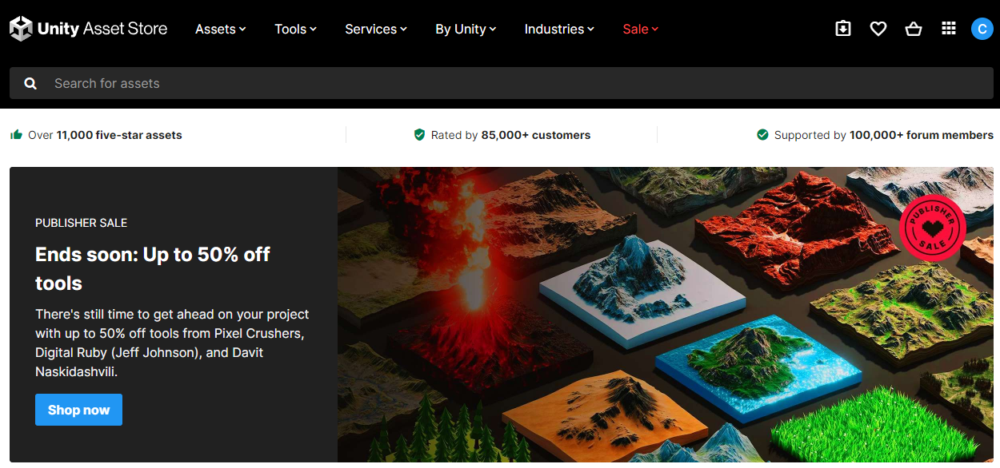 Unity Asset Store
Assets
Tools
Services
By Unity
Industries
Sale
C
Search for assets
Over 11,000 five-star assets
Rated by 85,000+ customers
Supported by 100,000+ forum members
PUBLISHER SALE
Ends soon: Up to 50% off
tools
There's still time to get ahead on your project
with up to 50% off tools from Pixel Crushers,
Digital Ruby (Jeff Johnson), and Davit
Naskidashvili.
Shop now
PUBLISHER
SALE